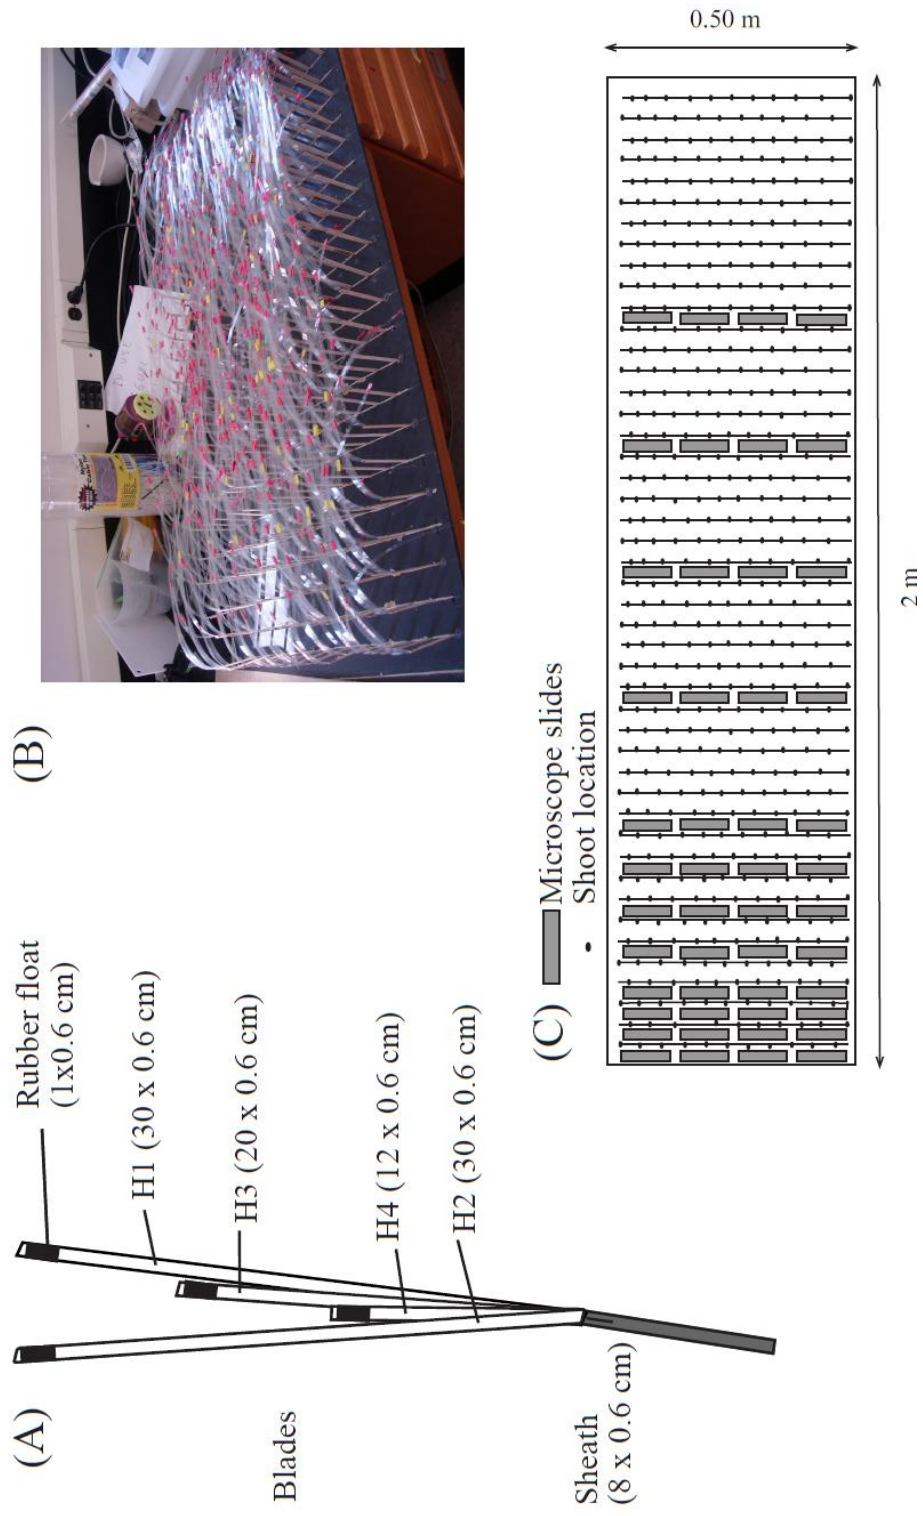 (A)
Rubber float
(1x0.6 cm)
H1 (30 x 0.6 cm)
H3 (20 x 0.6 cm)
H4 (12 x 0.6 cm)
H2 (30 x 0.6 cm)
Blades
Sheath
(8 x 0.6 cm)
(B)
(C)
Microscope slides
Shoot location
0.50 m
2 m